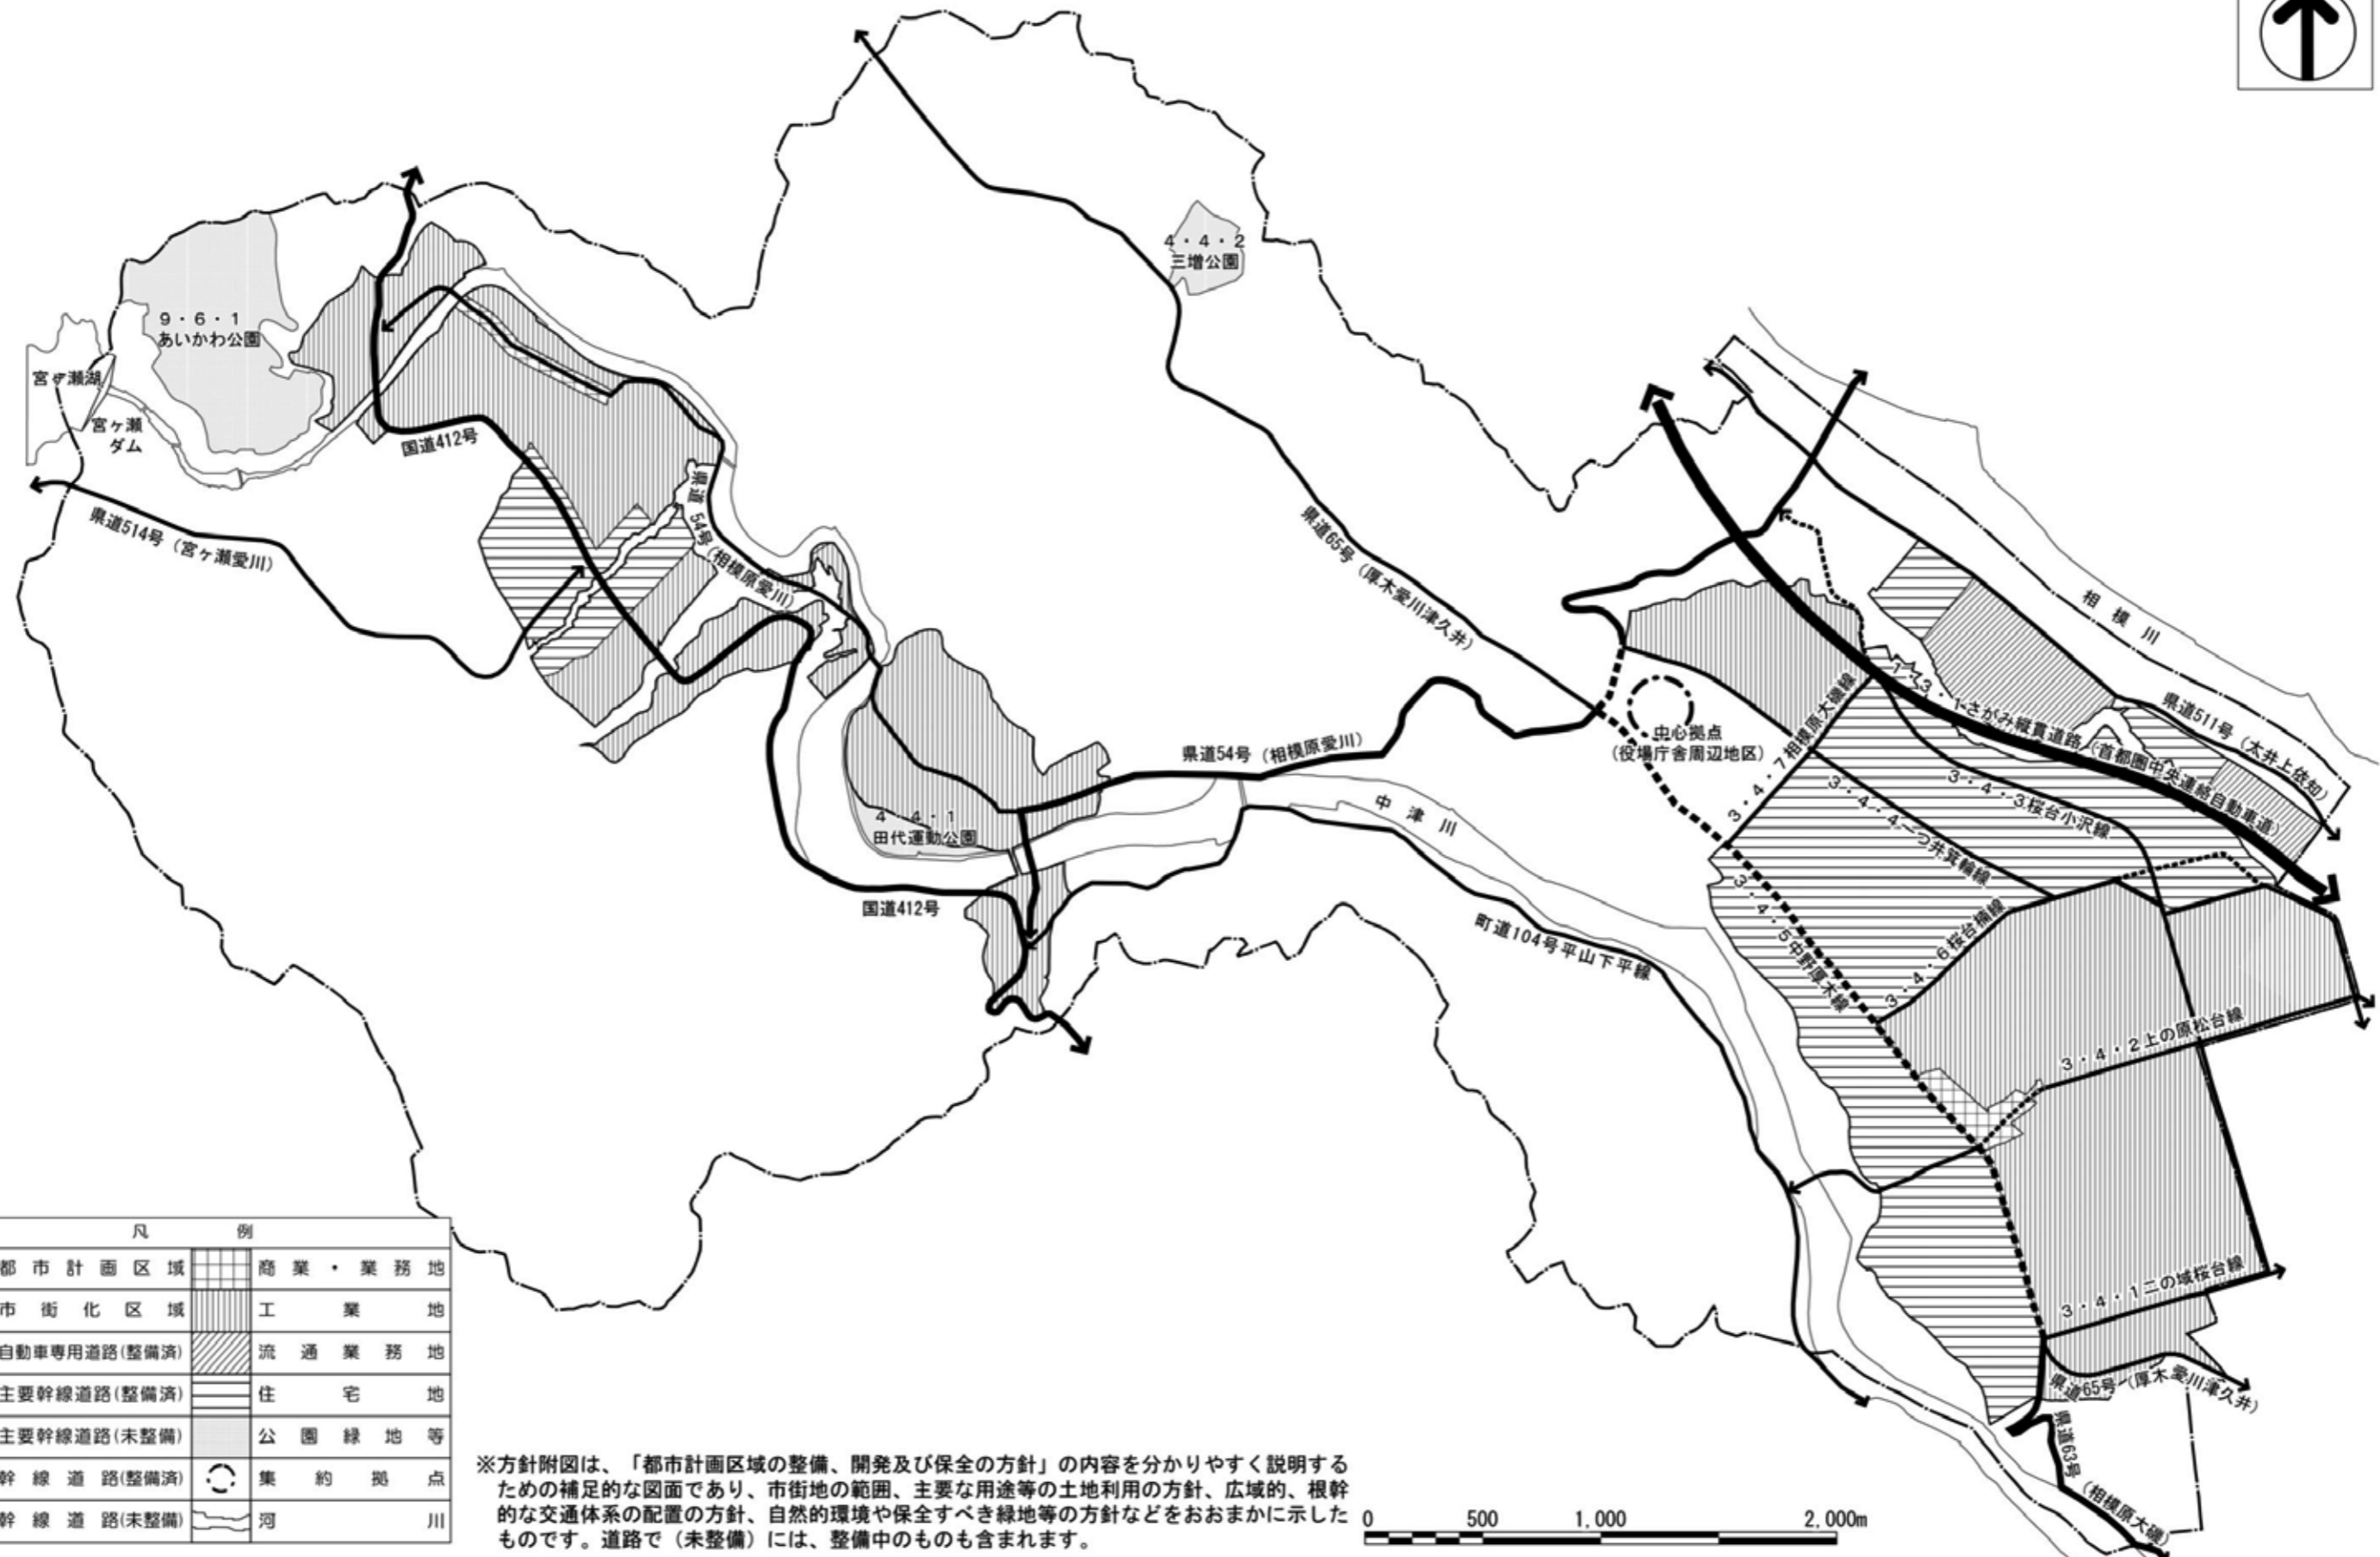 4・4・2
三増公園
9・6・1
あいかわ公園
宮ヶ瀬湖
宮ヶ瀬
ダム
国道412号
県道514号（宮ヶ瀬愛川）
県道54号（相模原愛川）
県道65号（厚木愛川津久井）
相模川
県道511号（太井上依知）
1・3・1さがみ縦貫道路（首都圏中央連絡自動車道）
中心拠点
（役場庁舎周辺地区）
3・4・7相模原大磯線
3・4・3桜台小沢線
3・4・4一つ井箕輪線
県道54号（相模原愛川）
中津川
4・4・1
田代運動公園
国道412号
町道104号平山下平線
3・4・5中野厚木線
3・4・6桜台楠線
3・4・2上の原松台線
3・4・1二の域桜台線
県道65号（厚木愛川津久井）
県道63号（相模原大磯）
凡例
都市計画区域 商業・業務地
市街化区域 工業地
自動車専用道路(整備済) 流通業務地
主要幹線道路(整備済) 住宅地
主要幹線道路(未整備) 公園緑地等
幹線道路(整備済) 集約拠点
幹線道路(未整備) 河川
※方針附図は、「都市計画区域の整備、開発及び保全の方針」の内容を分かりやすく説明する
ための補足的な図面であり、市街地の範囲、主要な用途等の土地利用の方針、広域的、根幹
的な交通体系の配置の方針、自然的環境や保全すべき緑地等の方針などをおおまかに示した
ものです。道路で（未整備）には、整備中のものも含まれます。
0 500 1,000 2,000m